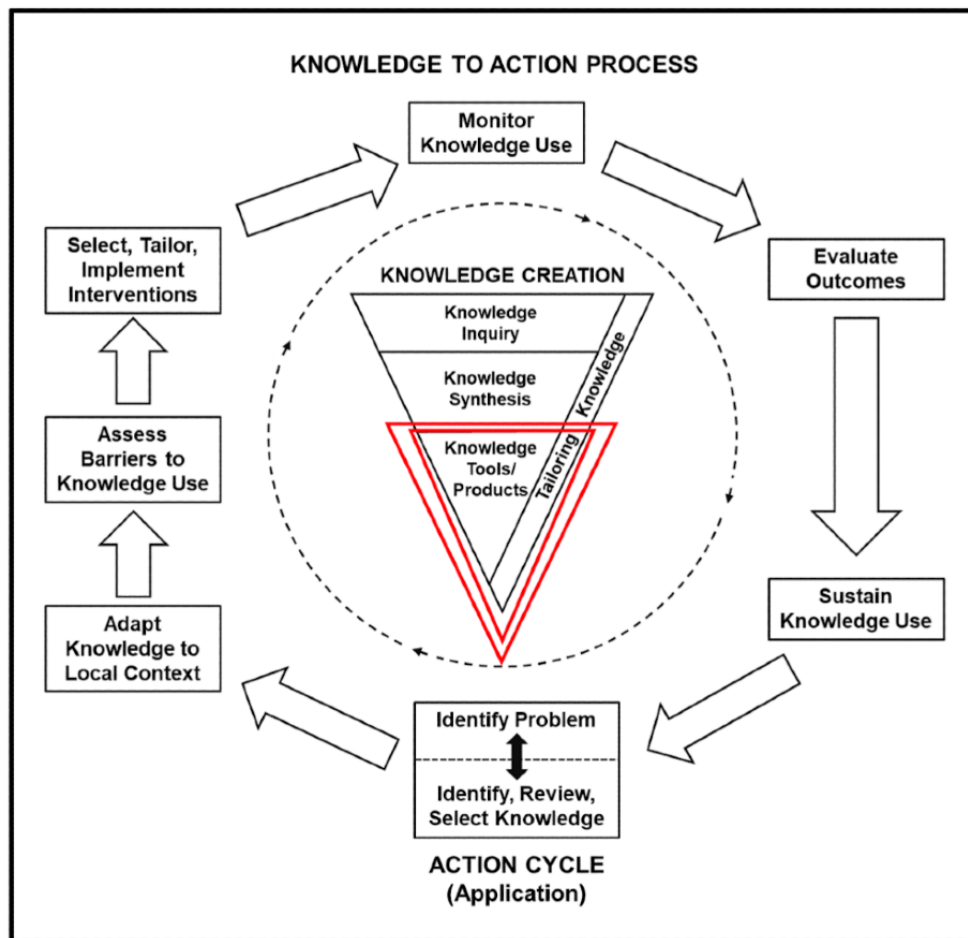 KNOWLEDGE TO ACTION PROCESS
Monitor
Knowledge Use
Select, Tailor,
Implement
Interventions
Evaluate
Outcomes
KNOWLEDGE CREATION
Knowledge
Inquiry
Knowledge
Synthesis
Knowledge
Tools/
Products
Tailoring Knowledge
Assess
Barriers to
Knowledge Use
Adapt
Knowledge to
Local Context
Sustain
Knowledge Use
Identify Problem
Identify, Review,
Select Knowledge
ACTION CYCLE
(Application)